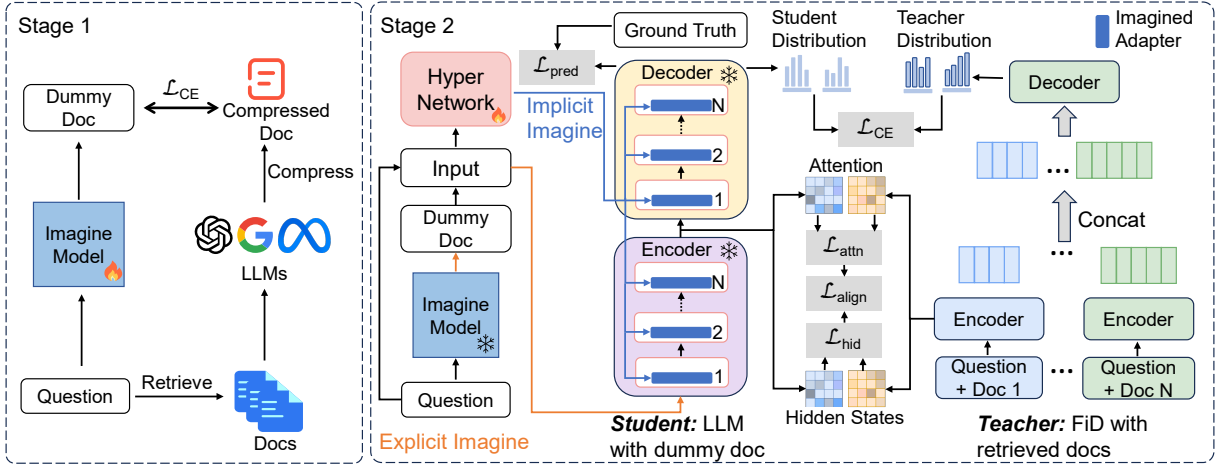 Stage 1
Dummy
Doc
ℒCE
Compressed
Doc
Compress
Imagine
Model
LLMs
Question
Retrieve
Docs
Stage 2
Ground Truth
Hyper
Network
ℒpred
Implicit
Imagine
Input
Dummy
Doc
Imagine
Model
Question
Explicit Imagine
Decoder
N
2
1
Encoder
N
2
1
Student: LLM
with dummy doc
Student
Distribution
Teacher
Distribution
Imagined
Adapter
ℒCE
Decoder
Attention
ℒattn
ℒalign
ℒhid
Hidden States
...
Concat
...
Encoder
Encoder
Question
+ Doc 1
...
Question
+ Doc N
Teacher: FiD with
retrieved docs